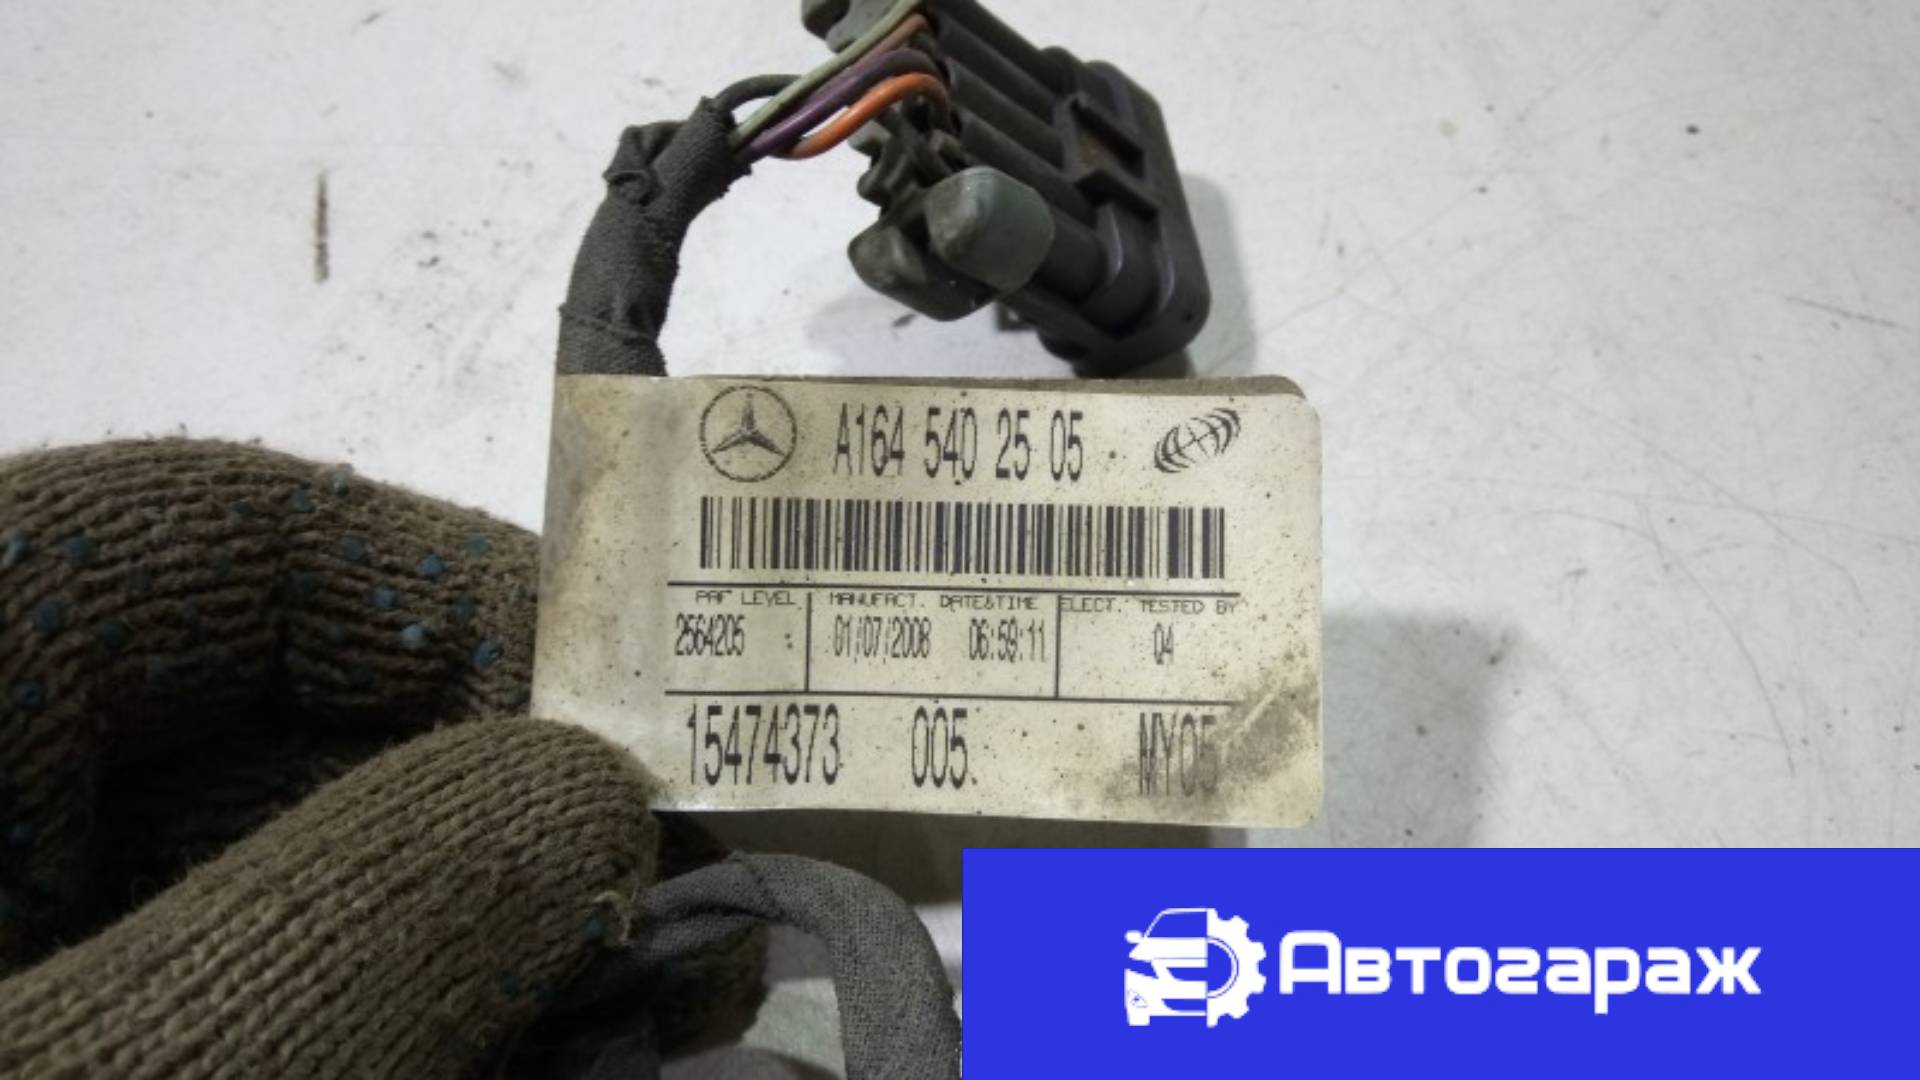 A164 540 25 05
PAF LEVEL MANUFACT. DATE&TIME ELECT. TESTED BY
2564205 : 01/07/2008 06:59:11 04
15474373 005 MY05
Автогараж